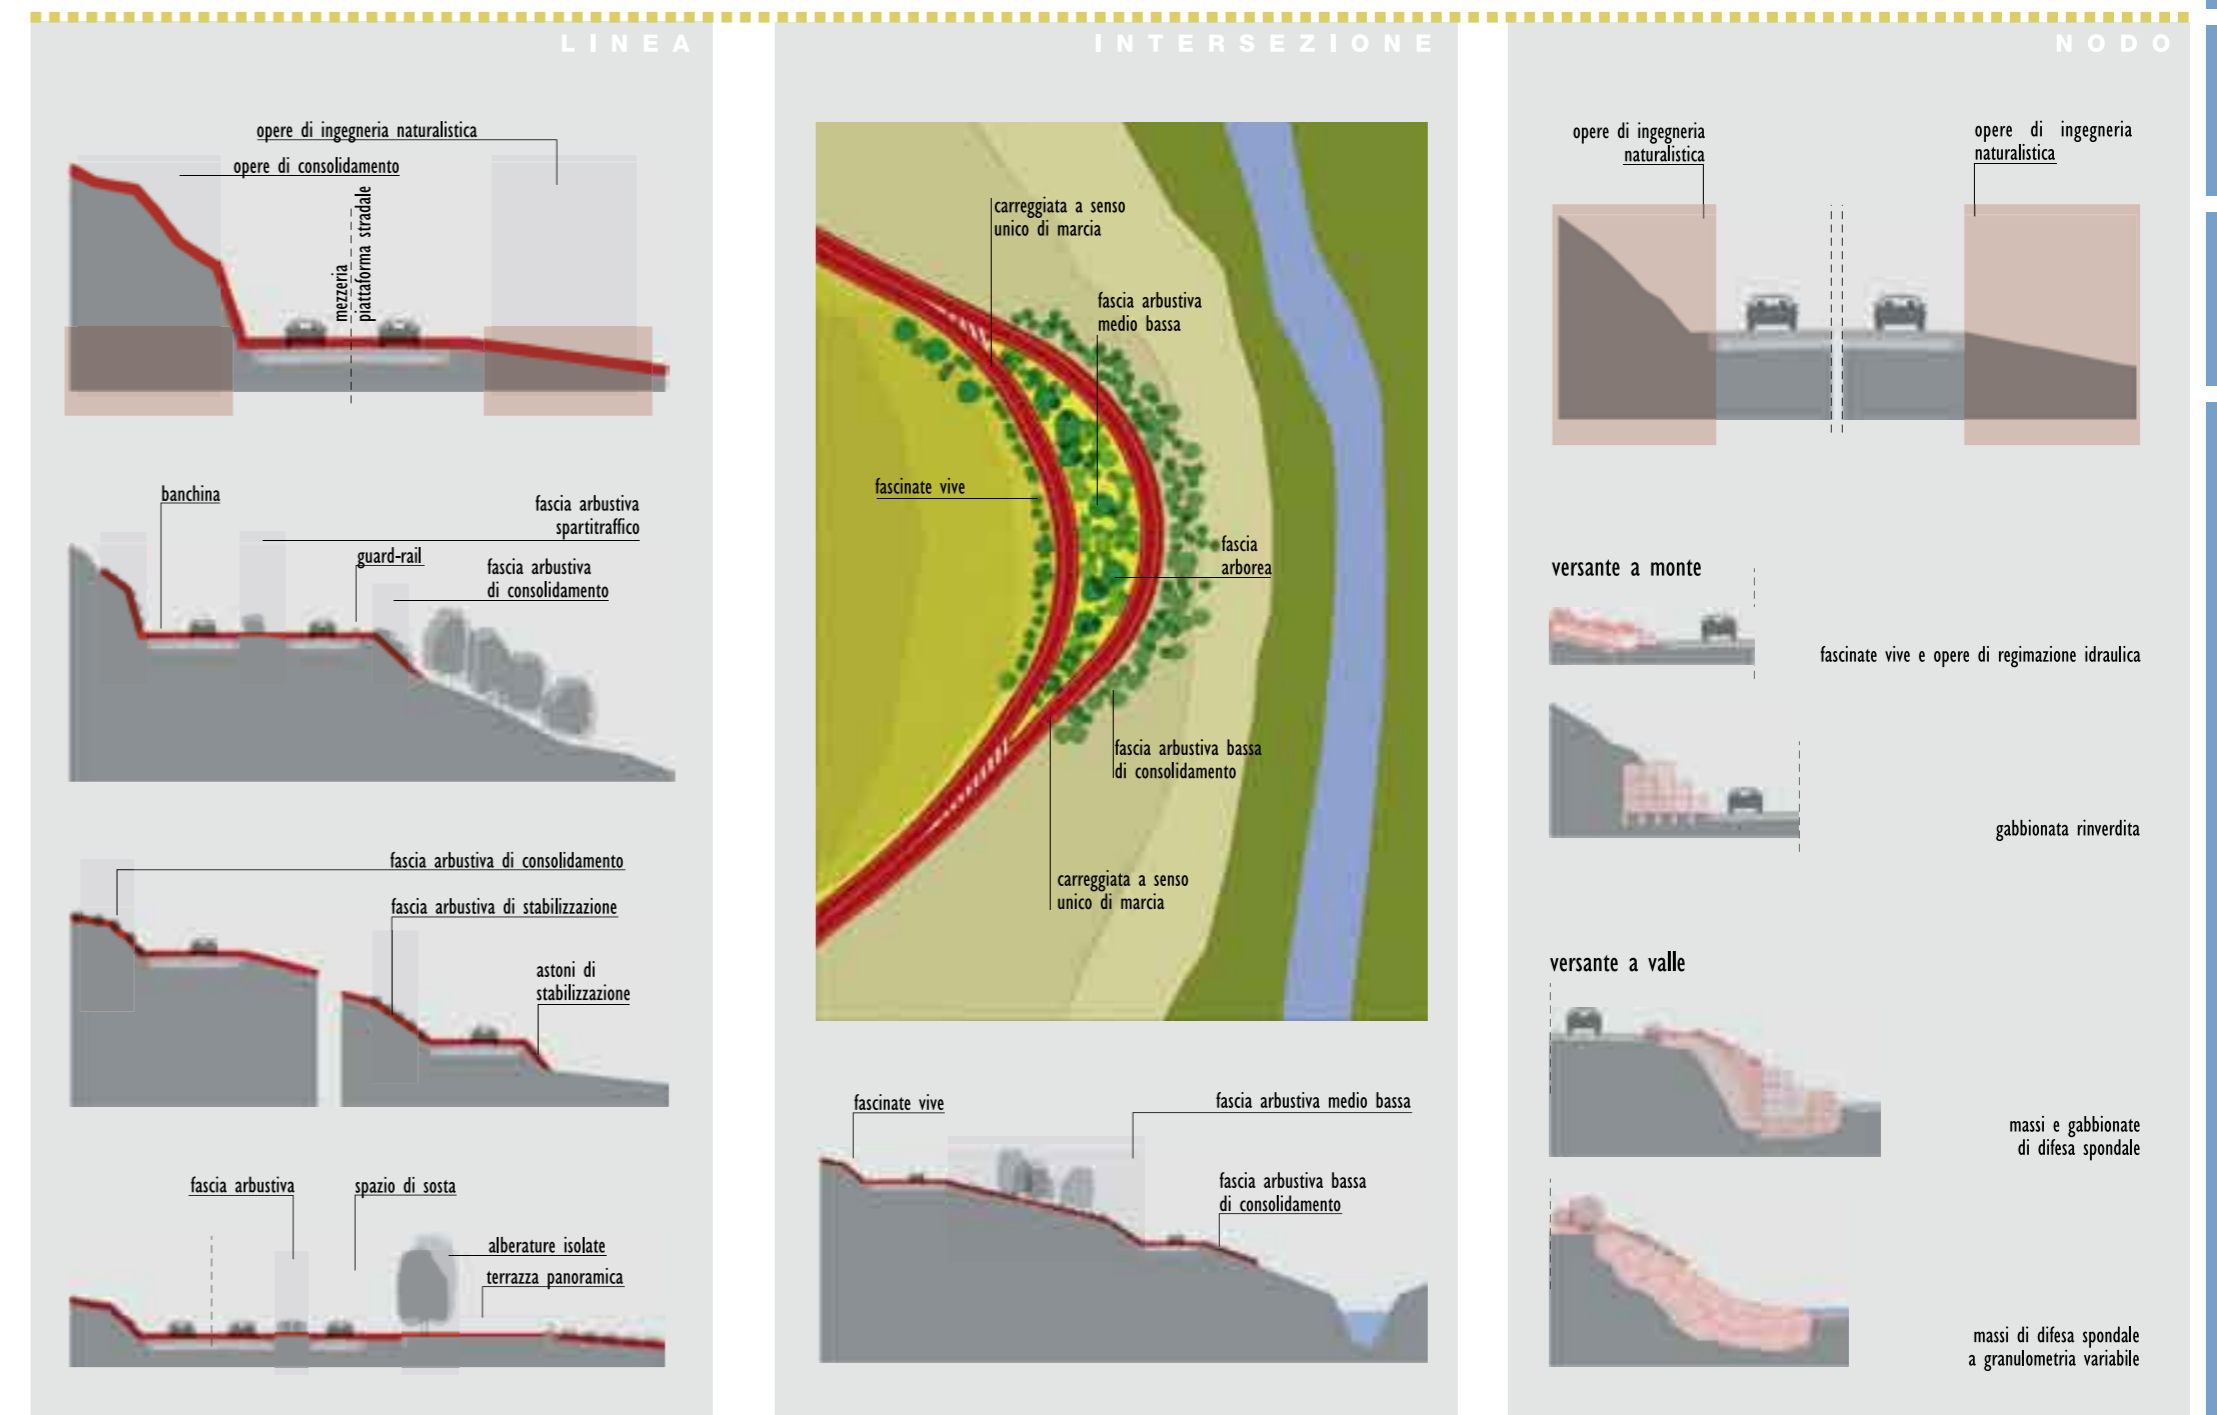 LINEA
opere di ingegneria naturalistica
opere di consolidamento
mezzeria
piattaforma stradale
banchina
fascia arbustiva
spartitraffico
guard-rail
fascia arbustiva
di consolidamento
fascia arbustiva di consolidamento
fascia arbustiva di stabilizzazione
astoni di
stabilizzazione
fascia arbustiva
spazio di sosta
alberature isolate
terrazza panoramica
INTERSEZIONE
carreggiata a senso
unico di marcia
fascia arbustiva
medio bassa
fascinate vive
fascia
arborea
fascia arbustiva bassa
di consolidamento
carreggiata a senso
unico di marcia
fascinate vive
fascia arbustiva medio bassa
fascia arbustiva bassa
di consolidamento
NODO
opere di ingegneria
naturalistica
opere di ingegneria
naturalistica
versante a monte
fascinate vive e opere di regimazione idraulica
gabbionata rinverdita
versante a valle
massi e gabbionate
di difesa spondale
massi di difesa spondale
a granulometria variabile